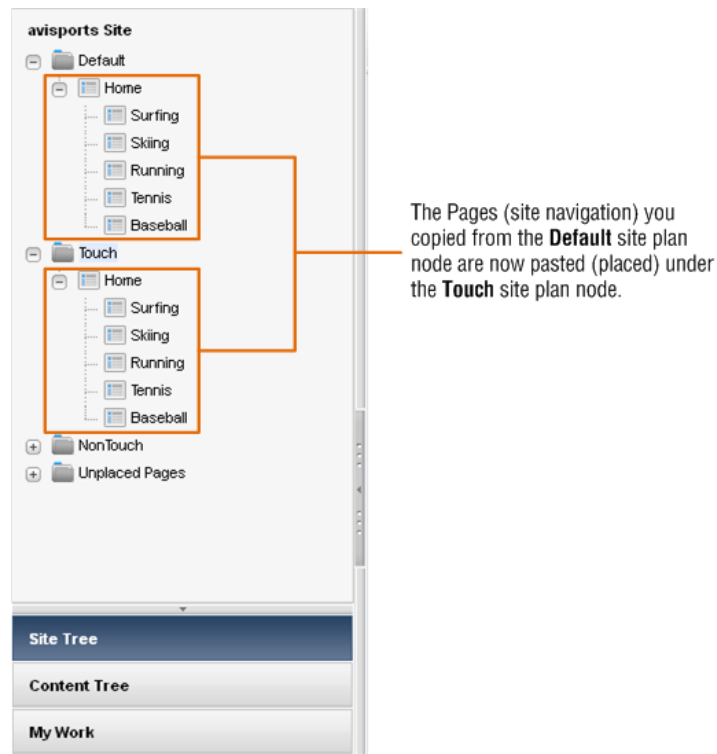 avisports Site
Default
Home
Surfing
Skiing
Running
Tennis
Baseball
Touch
Home
Surfing
Skiing
Running
Tennis
Baseball
NonTouch
Unplaced Pages
The Pages (site navigation) you
copied from the Default site plan
node are now pasted (placed) under
the Touch site plan node.
Site Tree
Content Tree
My Work